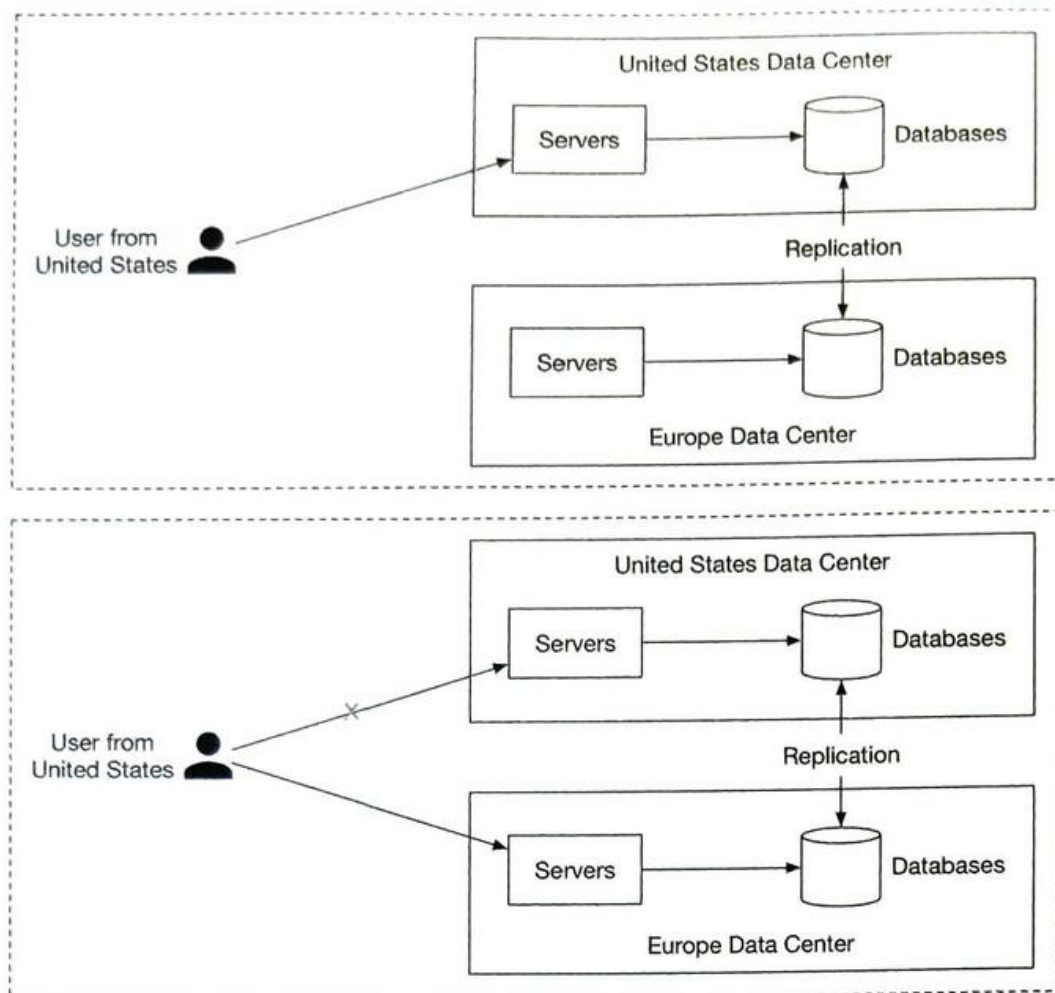 United States Data Center
Servers
Databases
User from
United States
Replication
Servers
Databases
Europe Data Center
United States Data Center
Servers
Databases
User from
United States
Replication
Servers
Databases
Europe Data Center